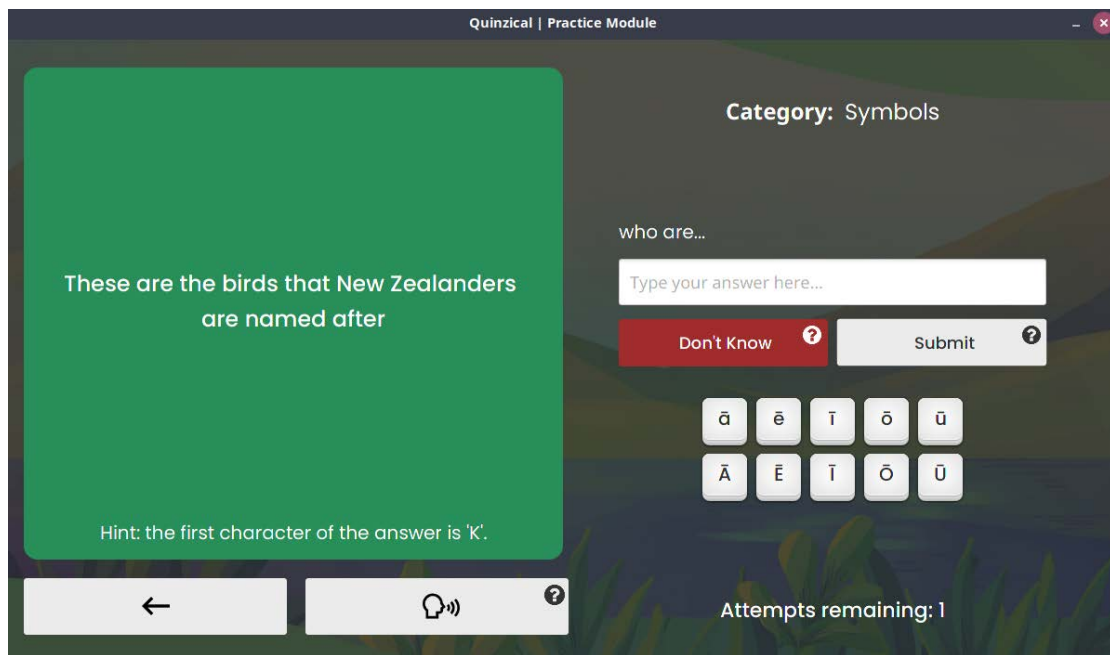 Quinzical | Practice Module
These are the birds that New Zealanders
are named after
Hint: the first character of the answer is 'K'.
Category: Symbols
who are...
Type your answer here...
Don't Know ?
Submit ?
ā ē ī ō ū
Ā Ē Ī Ō Ū
?
Attempts remaining: 1